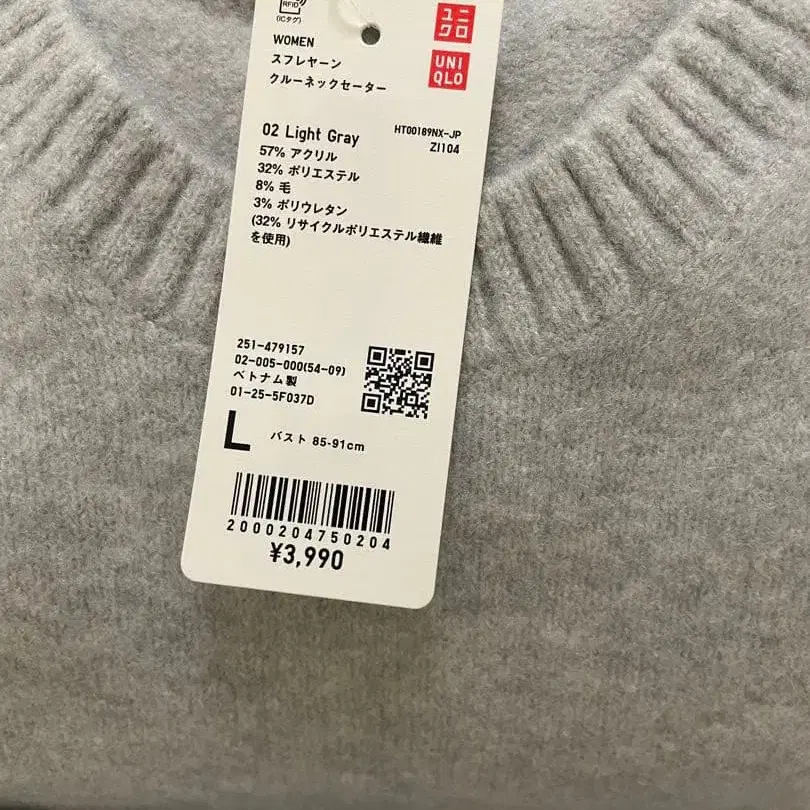 RFID
(ICタグ)
ユニクロ
UNIQLO
WOMEN
スフレヤーン
クルーネックセーター
02 Light Gray
HT00189NX-JP
ZI104
57% アクリル
32% ポリエステル
8% 毛
3% ポリウレタン
(32% リサイクルポリエステル繊維
を使用)
251-479157
02-005-000(54-09)
ベトナム製
01-25-5F037D
L バスト 85-91cm
2000204750204
¥3,990